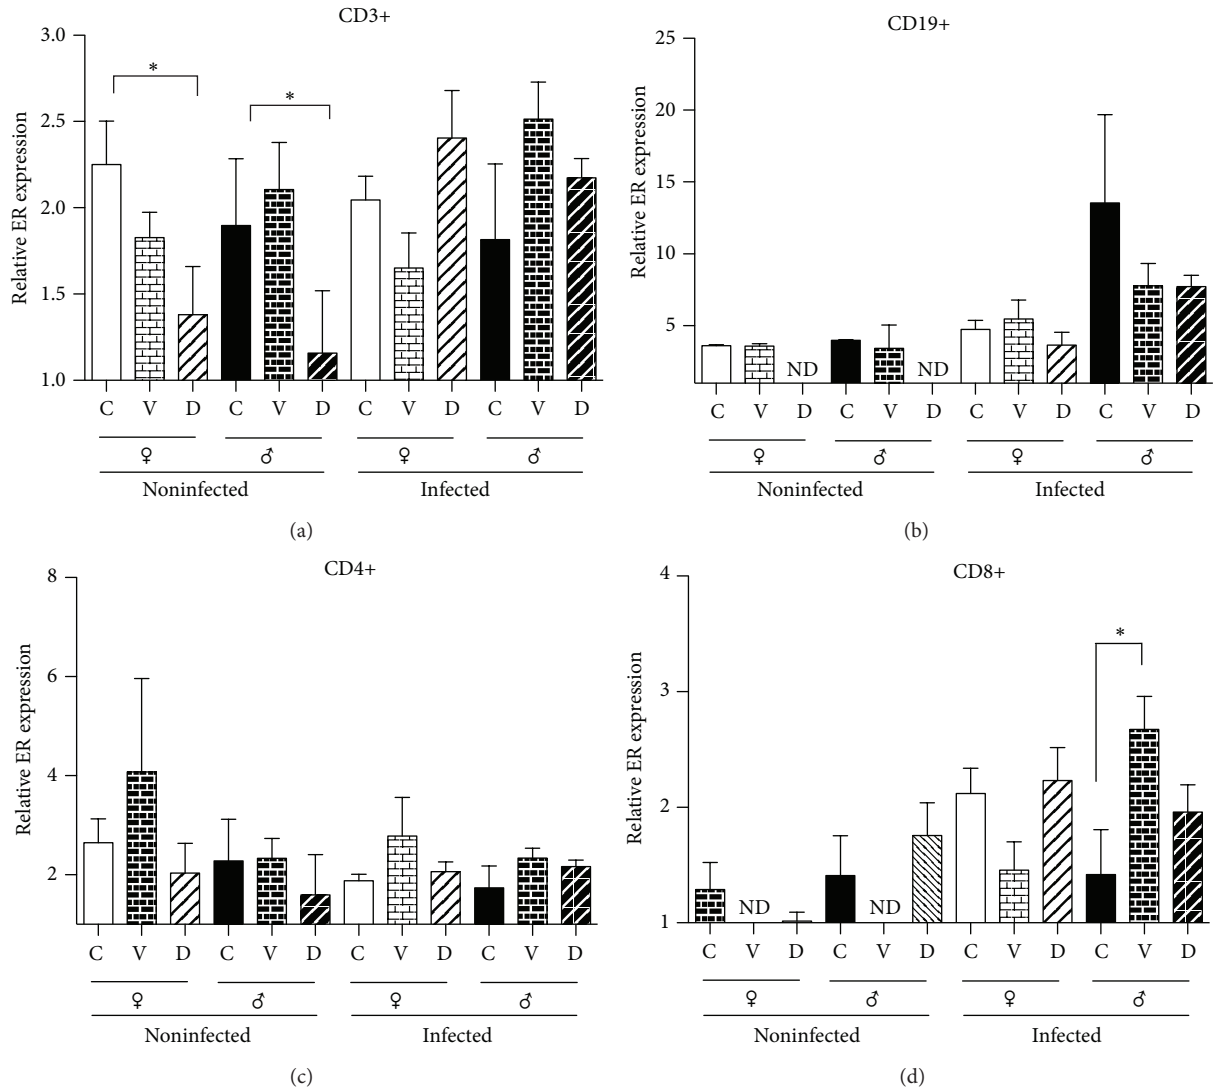 CD3+
Relative ER expression
3.0
2.5
2.0
1.5
1.0
* *
C V D C V D C V D C V D
♀ ♂ ♀ ♂
Noninfected Infected
(a)
CD19+
Relative ER expression
25
20
15
10
5
ND ND
C V D C V D C V D C V D
♀ ♂ ♀ ♂
Noninfected Infected
(b)
CD4+
Relative ER expression
8
6
4
2
C V D C V D C V D C V D
♀ ♂ ♀ ♂
Noninfected Infected
(c)
CD8+
Relative ER expression
4
3
2
1
*
ND ND
C V D C V D C V D C V D
♀ ♂ ♀ ♂
Noninfected Infected
(d)